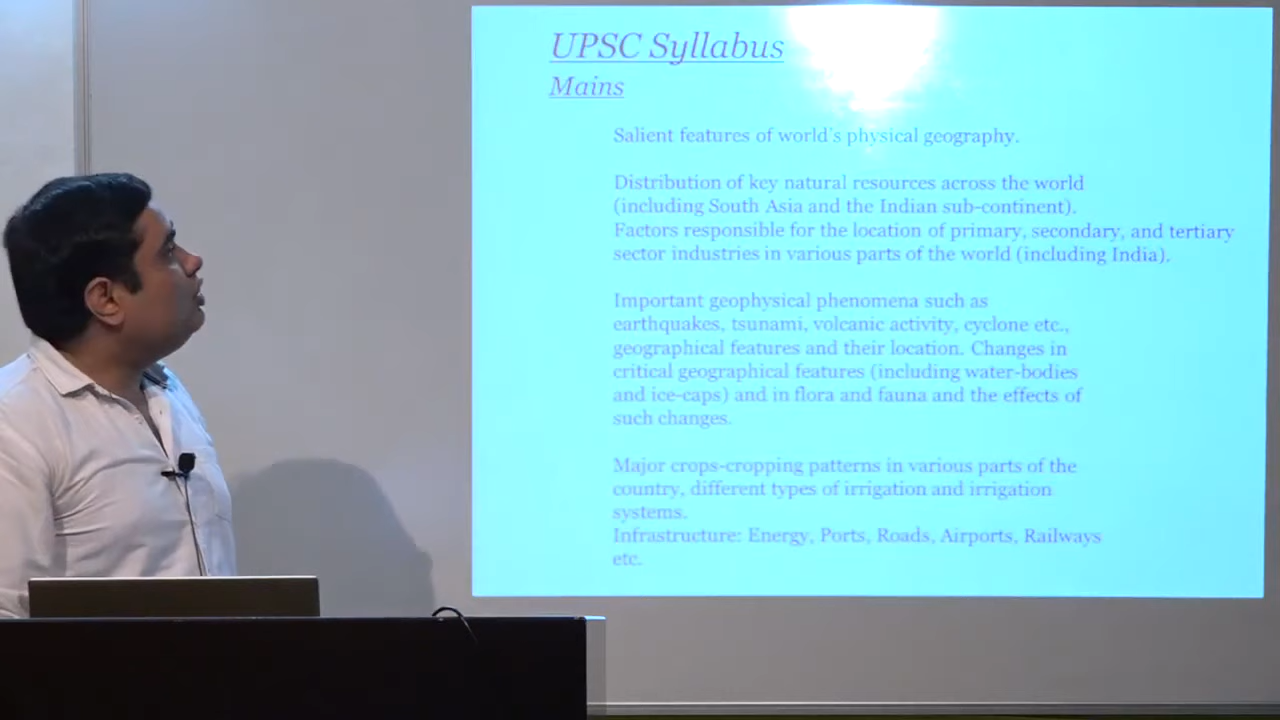 UPSC Syllabus
Mains
Salient features of world's physical geography.
Distribution of key natural resources across the world
(including South Asia and the Indian sub-continent).
Factors responsible for the location of primary, secondary, and tertiary
sector industries in various parts of the world (including India).
Important geophysical phenomena such as
earthquakes, tsunami, volcanic activity, cyclone etc.,
geographical features and their location. Changes in
critical geographical features (including water-bodies
and ice-caps) and in flora and fauna and the effects of
such changes.
Major crops-cropping patterns in various parts of the
country, different types of irrigation and irrigation
systems.
Infrastructure: Energy, Ports, Roads, Airports, Railways
etc.